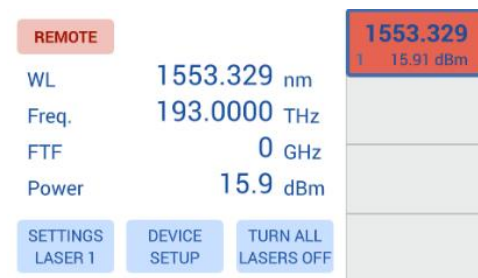 REMOTE
WL 1553.329 nm
Freq. 193.0000 THz
FTF 0 GHz
Power 15.9 dBm
SETTINGS
LASER 1
DEVICE
SETUP
TURN ALL
LASERS OFF
1553.329
1 15.91 dBm